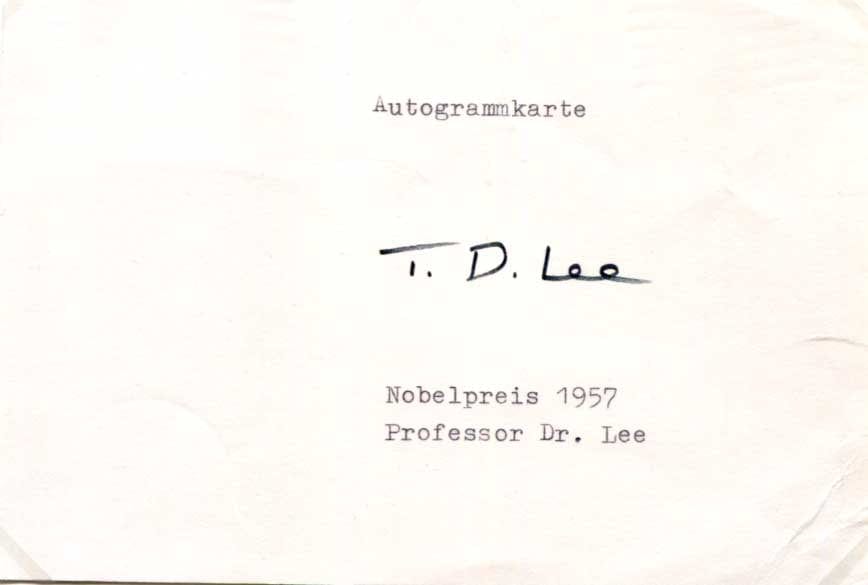 Autogrammkarte
T. D. Lee
Nobelpreis 1957
Professor Dr. Lee